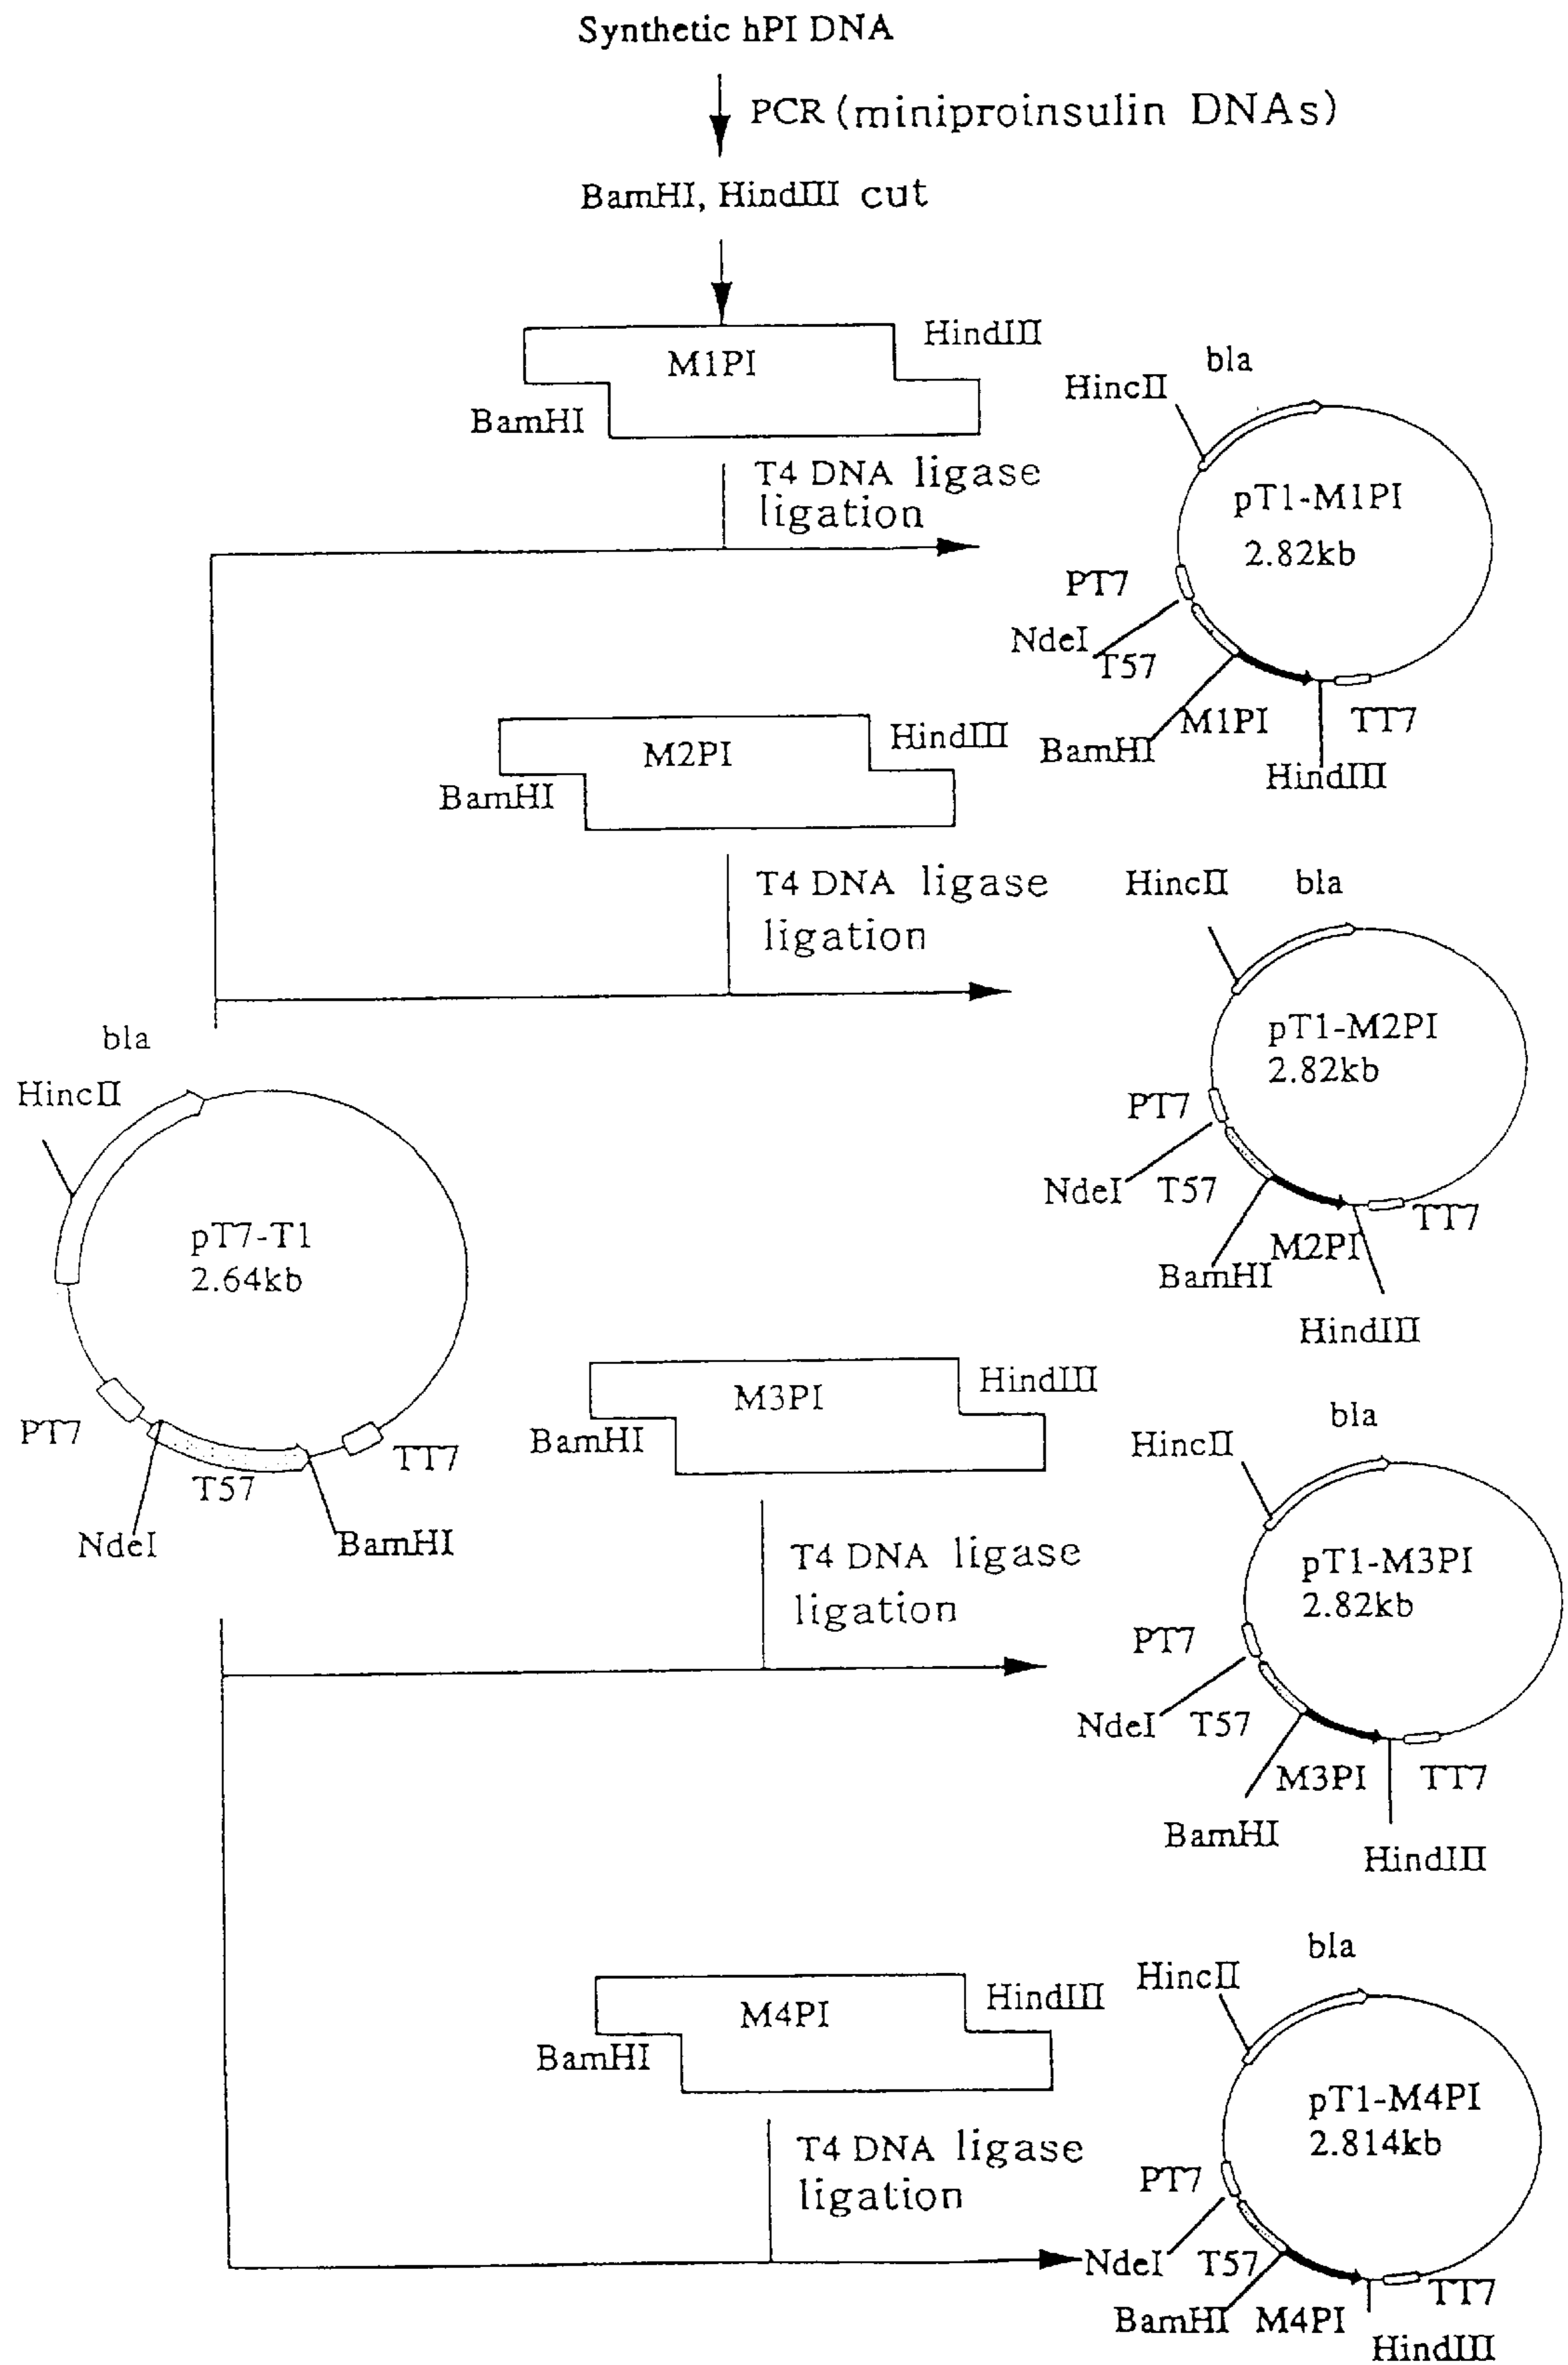 Synthetic hPI DNA
PCR (miniproinsulin DNAs)
BamHI, HindIII cut
M1PI
HindIII
BamHI
T4 DNA ligase
ligation
bla
HincII
pT1-M1PI
2.82kb
PT7
NdeI
T57
BamHI
M1PI
TT7
HindIII
M2PI
HindIII
BamHI
T4 DNA ligase
ligation
HincII
bla
pT1-M2PI
2.82kb
PT7
NdeI
T57
TT7
M2PI
BamHI
HindIII
bla
HincII
pT7-T1
2.64kb
PT7
TT7
T57
NdeI
BamHI
M3PI
HindIII
BamHI
T4 DNA ligase
ligation
bla
HincII
pT1-M3PI
2.82kb
PT7
NdeI
T57
M3PI
TT7
BamHI
HindIII
M4PI
HindIII
BamHI
T4 DNA ligase
ligation
bla
HincII
pT1-M4PI
2.814kb
PT7
NdeI
T57
TT7
BamHI
M4PI
HindIII